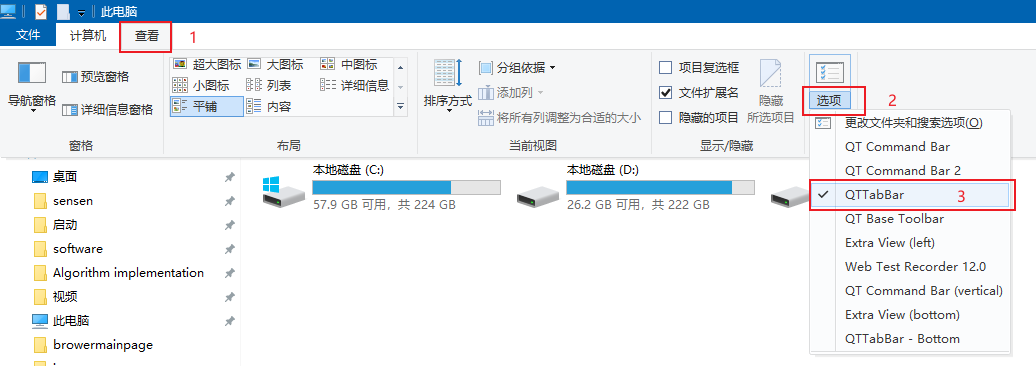 此电脑
文件 计算机 查看 1
导航窗格
预览窗格
详细信息窗格
窗格
超大图标 大图标 中图标
小图标 列表 详细信息
平铺 内容
布局
排序方式
分组依据
添加列
将所有列调整为合适的大小
当前视图
项目复选框
文件扩展名
隐藏的项目
隐藏
所选项目
显示/隐藏
选项 2
更改文件夹和搜索选项(O)
QT Command Bar
QT Command Bar 2
QTTabBar 3
QT Base Toolbar
Extra View (left)
Web Test Recorder 12.0
QT Command Bar (vertical)
Extra View (bottom)
QTTabBar - Bottom
桌面
sensen
启动
software
Algorithm implementation
视频
此电脑
browermainpage
本地磁盘 (C:)
57.9 GB 可用，共 224 GB
本地磁盘 (D:)
26.2 GB 可用，共 222 GB